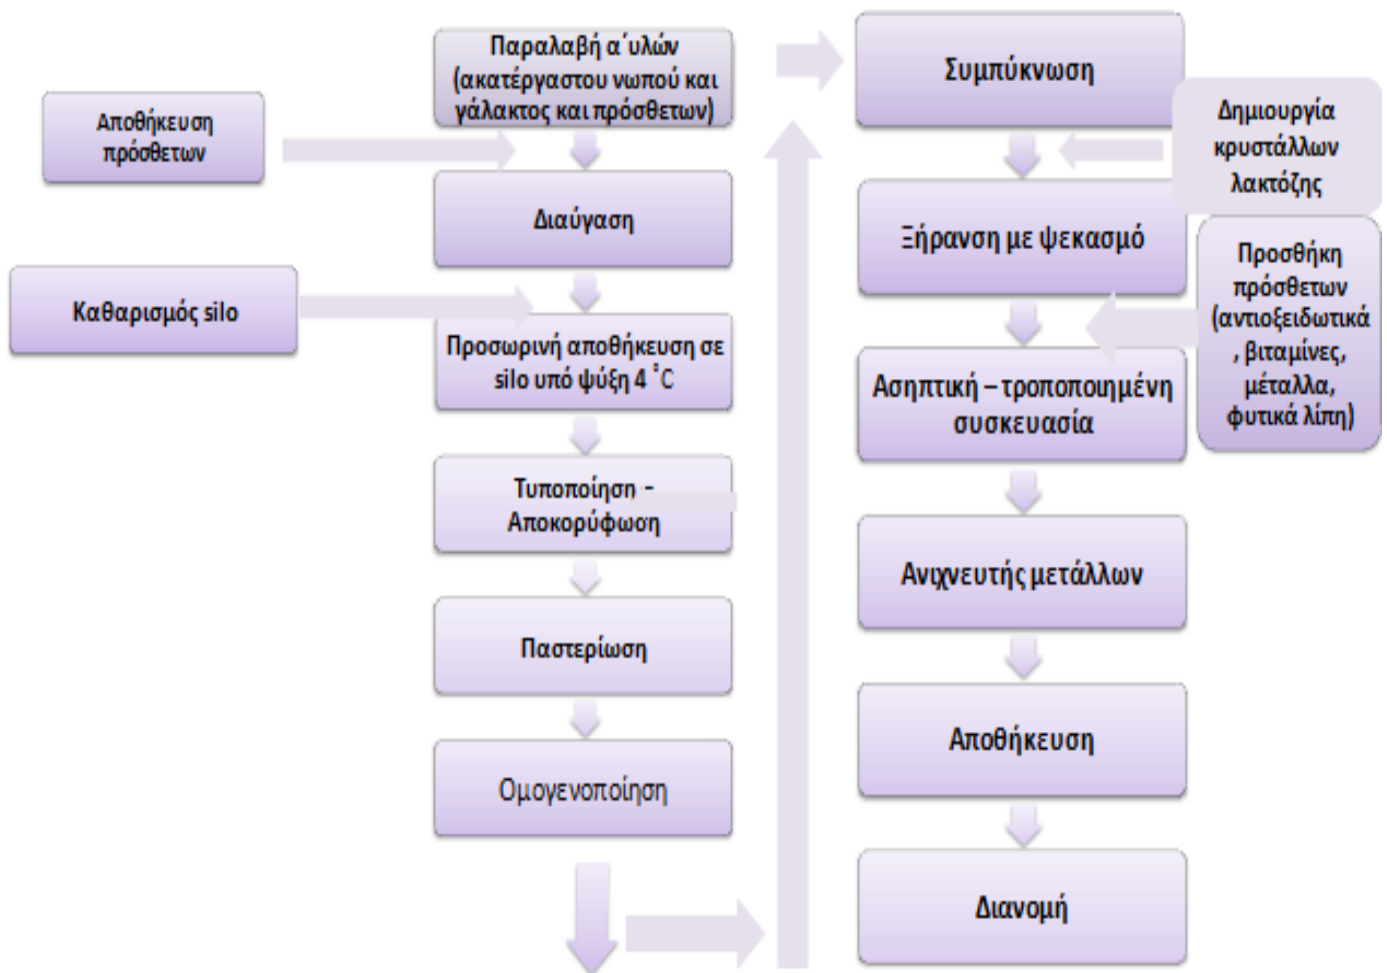 Παραλαβή α΄υλών
(ακατέργαστου νωπού και
γάλακτος και πρόσθετων)
Αποθήκευση
πρόσθετων
Διαύγαση
Καθαρισμός silo
Προσωρινή αποθήκευση σε
silo υπό ψύξη 4 ˚C
Τυποποίηση –
Αποκορύφωση
Παστερίωση
Ομογενοποίηση
Συμπύκνωση
Δημιουργία
κρυστάλλων
λακτόζης
Ξήρανση με ψεκασμό
Προσθήκη
πρόσθετων
(αντιοξειδωτικά
, βιταμίνες,
μέταλλα,
φυτικά λίπη)
Ασηπτική – τροποποιημένη
συσκευασία
Ανιχνευτής μετάλλων
Αποθήκευση
Διανομή